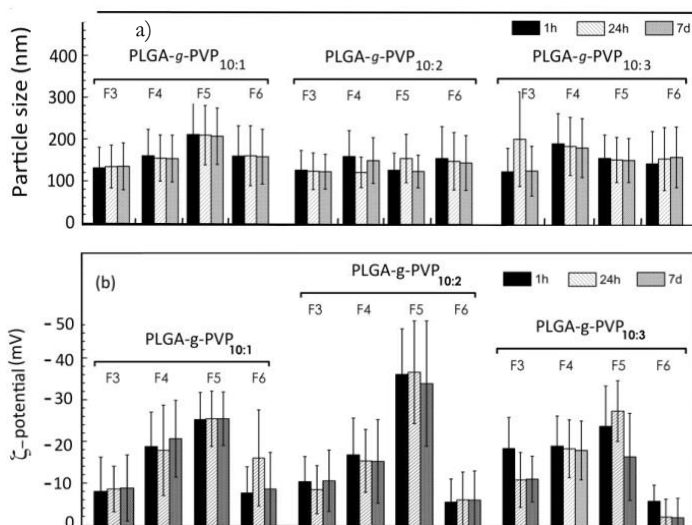 a)
1h 24h 7d
PLGA-g-PVP10:1 PLGA-g-PVP10:2 PLGA-g-PVP10:3
F3 F4 F5 F6 F3 F4 F5 F6 F3 F4 F5 F6
Particle size (nm)
400
300
200
100
0
(b)
1h 24h 7d
PLGA-g-PVP10:2
PLGA-g-PVP10:1 PLGA-g-PVP10:3
F3 F4 F5 F6 F3 F4 F5 F6 F3 F4 F5 F6
ζ-potential (mV)
- 50
- 40
- 30
-20
-10
0